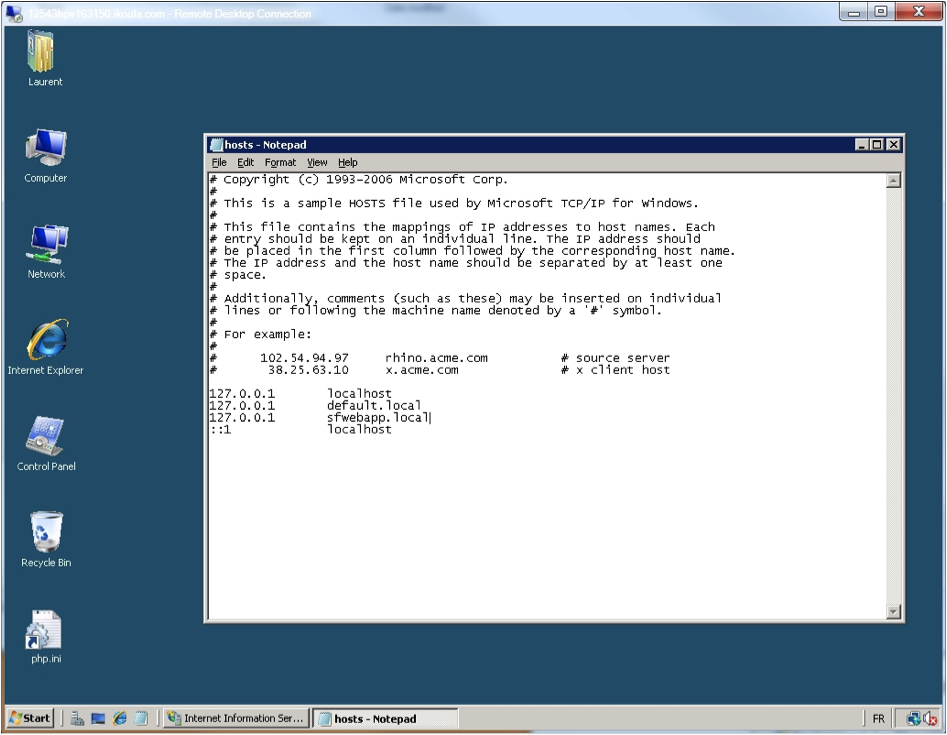 12543hpv163150.ikoula.com - Remote Desktop Connection
Laurent
Computer
Network
Internet Explorer
Control Panel
Recycle Bin
php.ini
hosts - Notepad
File Edit Format View Help
# Copyright (c) 1993-2006 Microsoft Corp.
#
# This is a sample HOSTS file used by Microsoft TCP/IP for Windows.
#
# This file contains the mappings of IP addresses to host names. Each
# entry should be kept on an individual line. The IP address should
# be placed in the first column followed by the corresponding host name.
# The IP address and the host name should be separated by at least one
# space.
#
# Additionally, comments (such as these) may be inserted on individual
# lines or following the machine name denoted by a '#' symbol.
#
# For example:
#
# 102.54.94.97 rhino.acme.com # source server
# 38.25.63.10 x.acme.com # x client host
127.0.0.1 localhost
127.0.0.1 default.local
127.0.0.1 sfwebapp.local
::1 localhost
Start
Internet Information Ser...
hosts - Notepad
FR